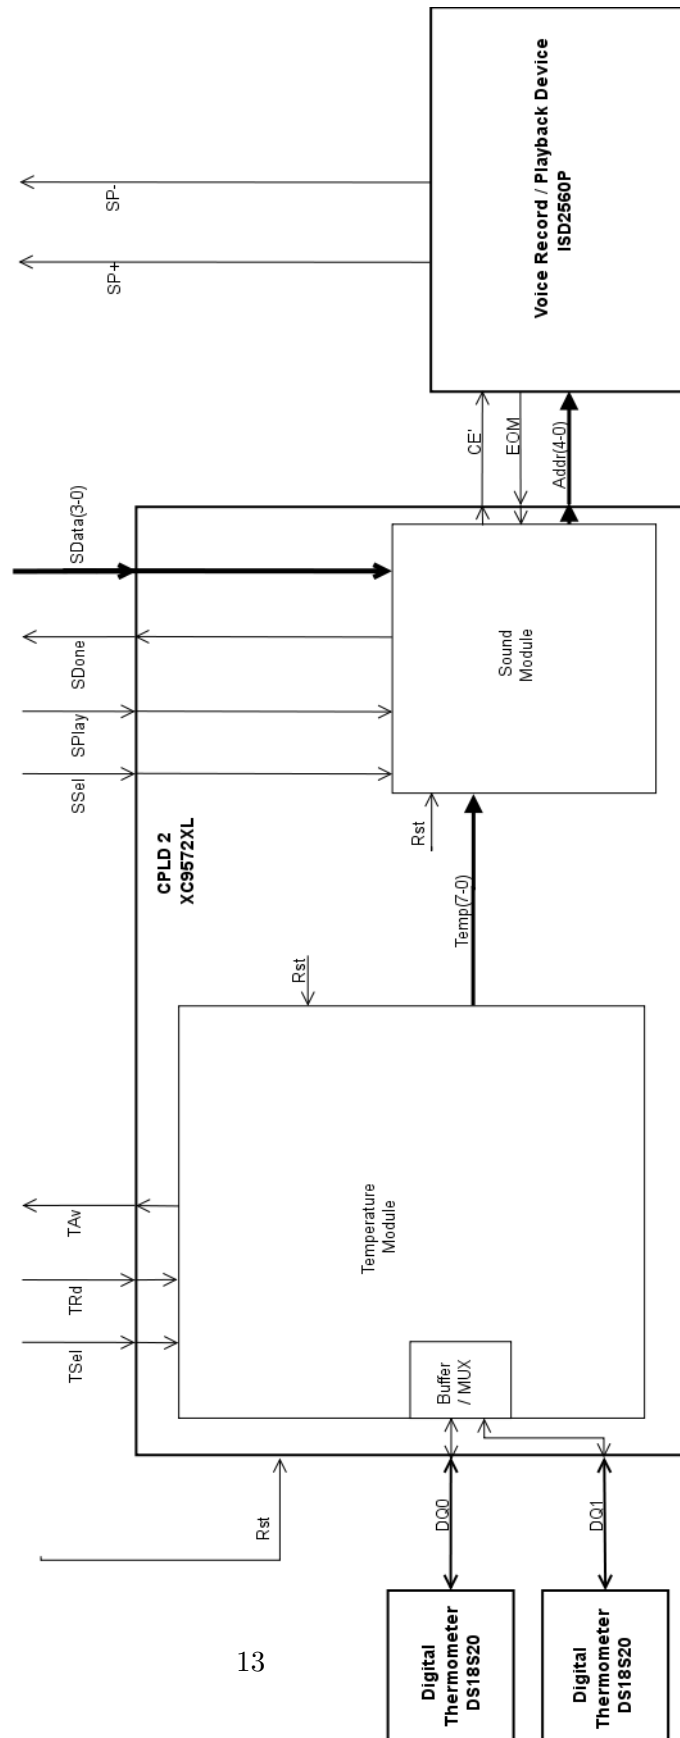 SP-
SP+
Voice Record / Playback Device
ISD2560P
CE'
EOM
Addr(4-0)
SData(3-0)
SDone
SPlay
SSel
Sound
Module
Rst
CPLD 2
XC9572XL
Temp(7-0)
Rst
TAv
TRd
TSel
Temperature
Module
Buffer
/ MUX
Rst
DQ0
DQ1
Digital
Thermometer
DS18S20
Digital
Thermometer
DS18S20
13